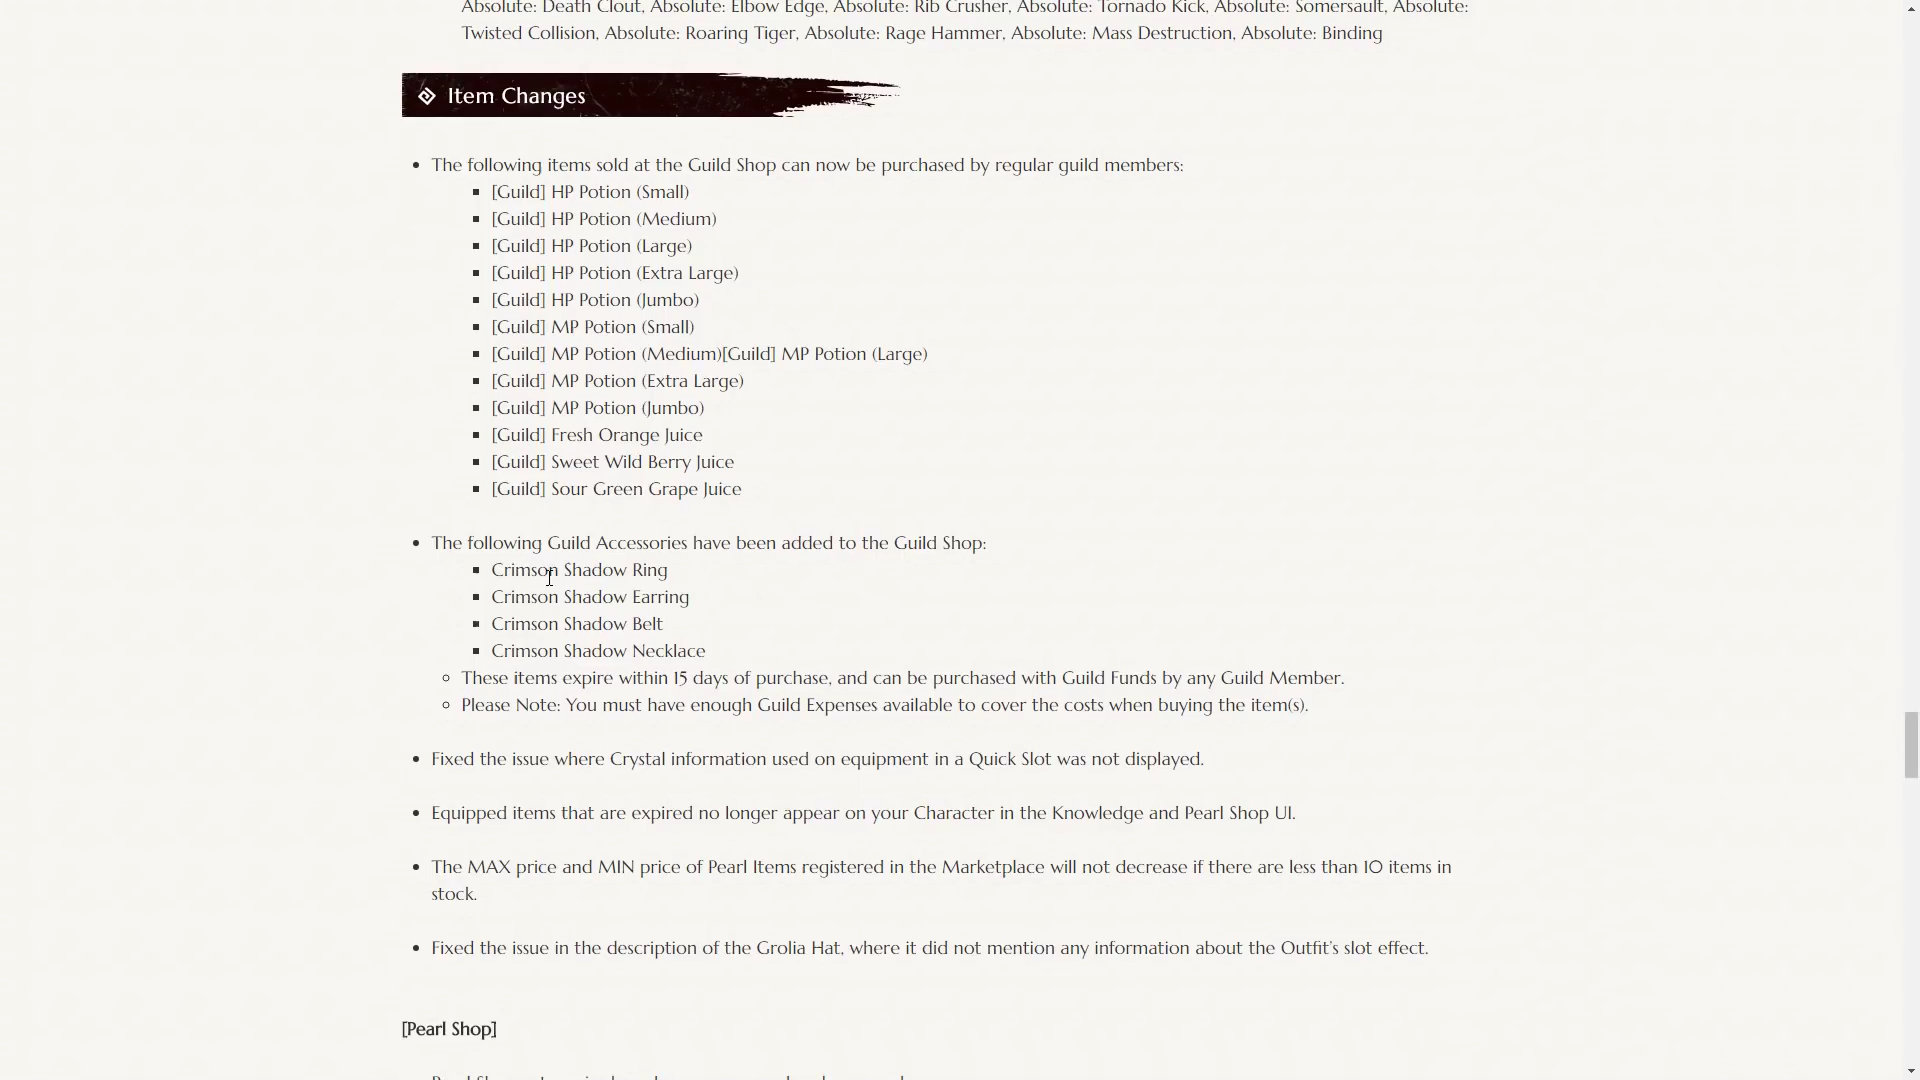 Absolute: Death Clout, Absolute: Elbow Edge, Absolute: Rib Crusher, Absolute: Tornado Kick, Absolute: Somersault, Absolute:
Twisted Collision, Absolute: Roaring Tiger, Absolute: Rage Hammer, Absolute: Mass Destruction, Absolute: Binding
Item Changes
The following items sold at the Guild Shop can now be purchased by regular guild members:
[Guild] HP Potion (Small)
[Guild] HP Potion (Medium)
[Guild] HP Potion (Large)
[Guild] HP Potion (Extra Large)
[Guild] HP Potion (Jumbo)
[Guild] MP Potion (Small)
[Guild] MP Potion (Medium)[Guild] MP Potion (Large)
[Guild] MP Potion (Extra Large)
[Guild] MP Potion (Jumbo)
[Guild] Fresh Orange Juice
[Guild] Sweet Wild Berry Juice
[Guild] Sour Green Grape Juice
The following Guild Accessories have been added to the Guild Shop:
Crimson Shadow Ring
Crimson Shadow Earring
Crimson Shadow Belt
Crimson Shadow Necklace
These items expire within 15 days of purchase, and can be purchased with Guild Funds by any Guild Member.
Please Note: You must have enough Guild Expenses available to cover the costs when buying the item(s).
Fixed the issue where Crystal information used on equipment in a Quick Slot was not displayed.
Equipped items that are expired no longer appear on your Character in the Knowledge and Pearl Shop UI.
The MAX price and MIN price of Pearl Items registered in the Marketplace will not decrease if there are less than 10 items in
stock.
Fixed the issue in the description of the Grolia Hat, where it did not mention any information about the Outfit's slot effect.
[Pearl Shop]